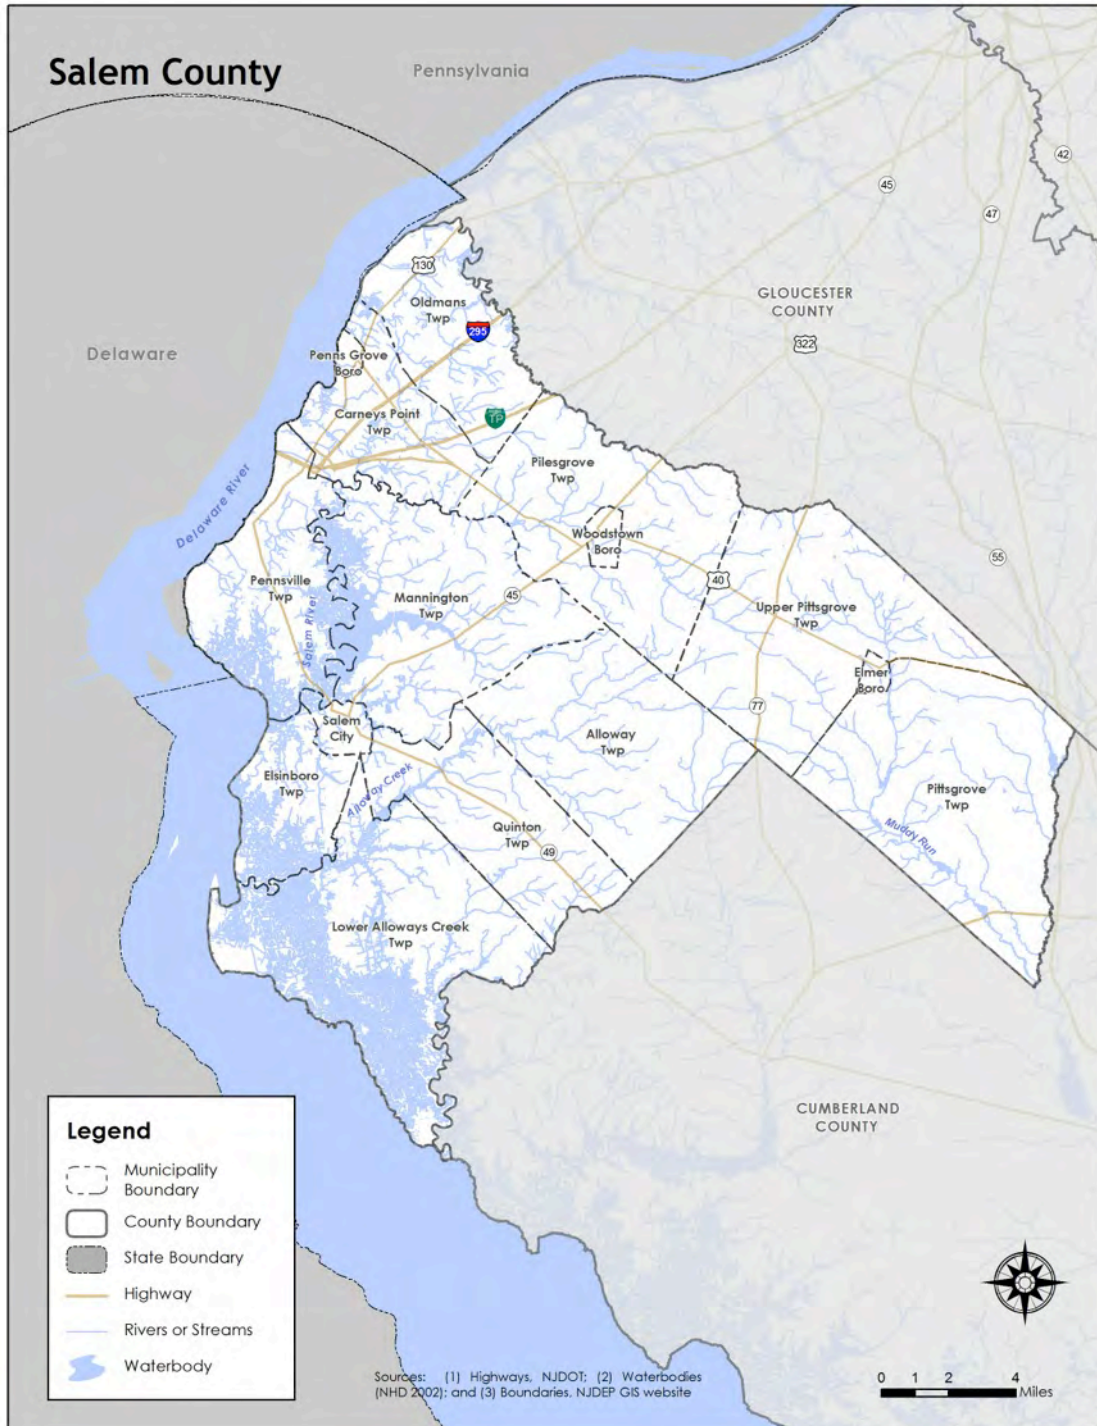 Salem County
Pennsylvania
42
45
47
130
GLOUCESTER
COUNTY
Oldmans
Twp
295
322
Delaware
Penns Grove
Boro
Carneys Point
Twp
TP
Pilesgrove
Twp
Delaware River
Woodstown
Boro
55
Pennsville
Twp
40
Mannington
Twp
45
Upper Pittsgrove
Twp
Salem River
Elmer
Boro
77
Salem
City
Alloway
Twp
Elsinboro
Twp
Alloway Creek
Pittsgrove
Twp
Quinton
Twp
Muddy Run
49
Lower Alloways Creek
Twp
CUMBERLAND
COUNTY
Legend
Municipality
Boundary
County Boundary
State Boundary
Highway
Rivers or Streams
Waterbody
Sources: (1) Highways, NJDOT; (2) Waterbodies
(NHD 2002); and (3) Boundaries, NJDEP GIS website
0 1 2 4
Miles